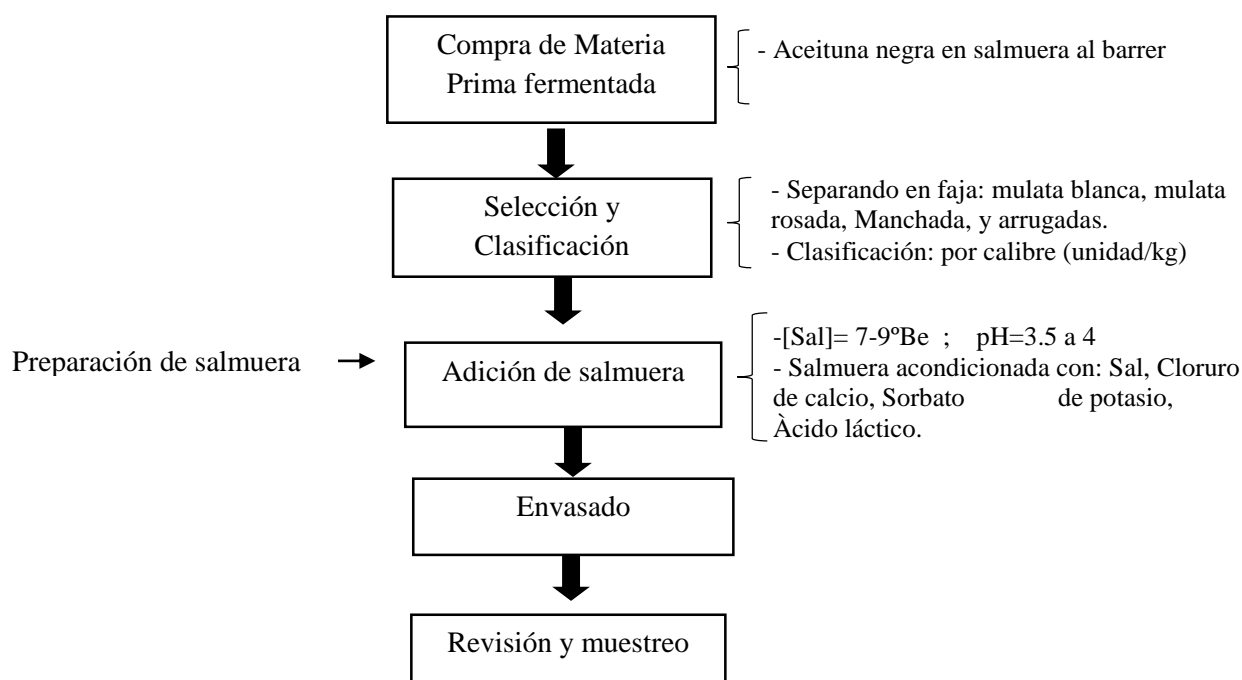 Compra de Materia
Prima fermentada
- Aceituna negra en salmuera al barrer
Selección y
Clasificación
- Separando en faja: mulata blanca, mulata
rosada, Manchada, y arrugadas.
- Clasificación: por calibre (unidad/kg)
Preparación de salmuera
Adición de salmuera
-[Sal]= 7-9ºBe ; pH=3.5 a 4
- Salmuera acondicionada con: Sal, Cloruro
de calcio, Sorbato de potasio,
Àcido láctico.
Envasado
Revisión y muestreo